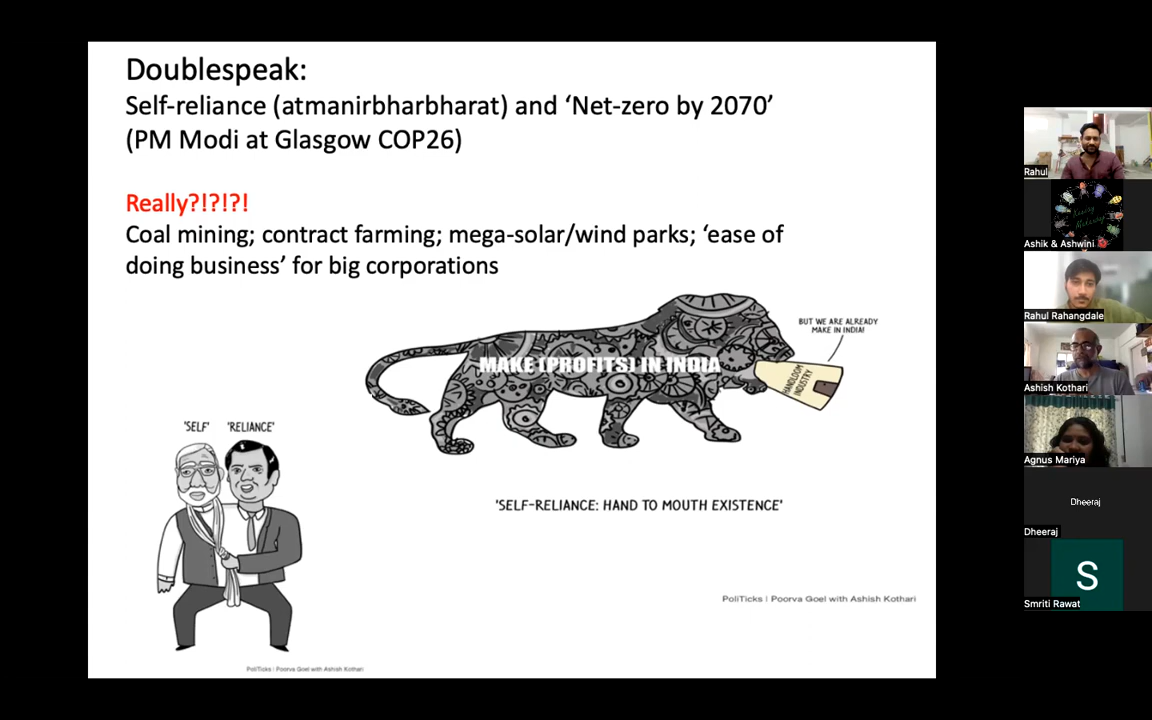 Doublespeak:
Self-reliance (atmanirbharbharat) and ‘Net-zero by 2070’
(PM Modi at Glasgow COP26)
Really?!?!?!
Coal mining; contract farming; mega-solar/wind parks; ‘ease of
doing business’ for big corporations
BUT WE ARE ALREADY
MAKE IN INDIA!
MAKE (PROFITS) IN INDIA
HANDLOOM
INDUSTRY
'SELF' 'RELIANCE'
'SELF-RELIANCE: HAND TO MOUTH EXISTENCE'
PoliTicks | Poorva Goel with Ashish Kothari
PoliTicks | Poorva Goel with Ashish Kothari
Rahul
Ashik & Ashwini
Rahul Rahangdale
Ashish Kothari
Agnus Mariya
Dheeraj
Dheeraj
S
Smriti Rawat